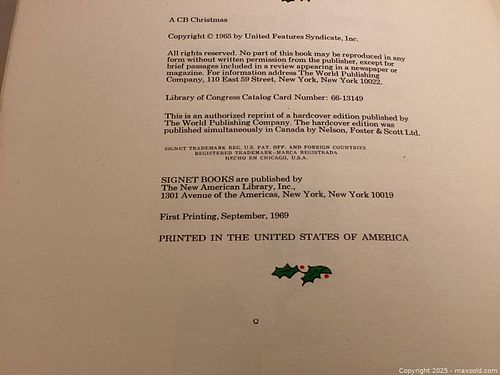 A CB Christmas
Copyright © 1965 by United Features Syndicate, Inc.
All rights reserved. No part of this book may be reproduced in any
form without written permission from the publisher, except for
brief passages included in a review appearing in a newspaper or
magazine. For information address The World Publishing
Company, 110 East 59 Street, New York, New York 10022.
Library of Congress Catalog Card Number: 66-13149
This is an authorized reprint of a hardcover edition published by
The World Publishing Company. The hardcover edition was
published simultaneously in Canada by Nelson, Foster & Scott Ltd.
SIGNET TRADEMARK REG. U.S. PAT. OFF. AND FOREIGN COUNTRIES
REGISTERED TRADEMARK—MARCA REGISTRADA
HECHO EN CHICAGO, U.S.A.
SIGNET BOOKS are published by
The New American Library, Inc.,
1301 Avenue of the Americas, New York, New York 10019
First Printing, September, 1969
PRINTED IN THE UNITED STATES OF AMERICA
Copyright 2025 - maxsold.com